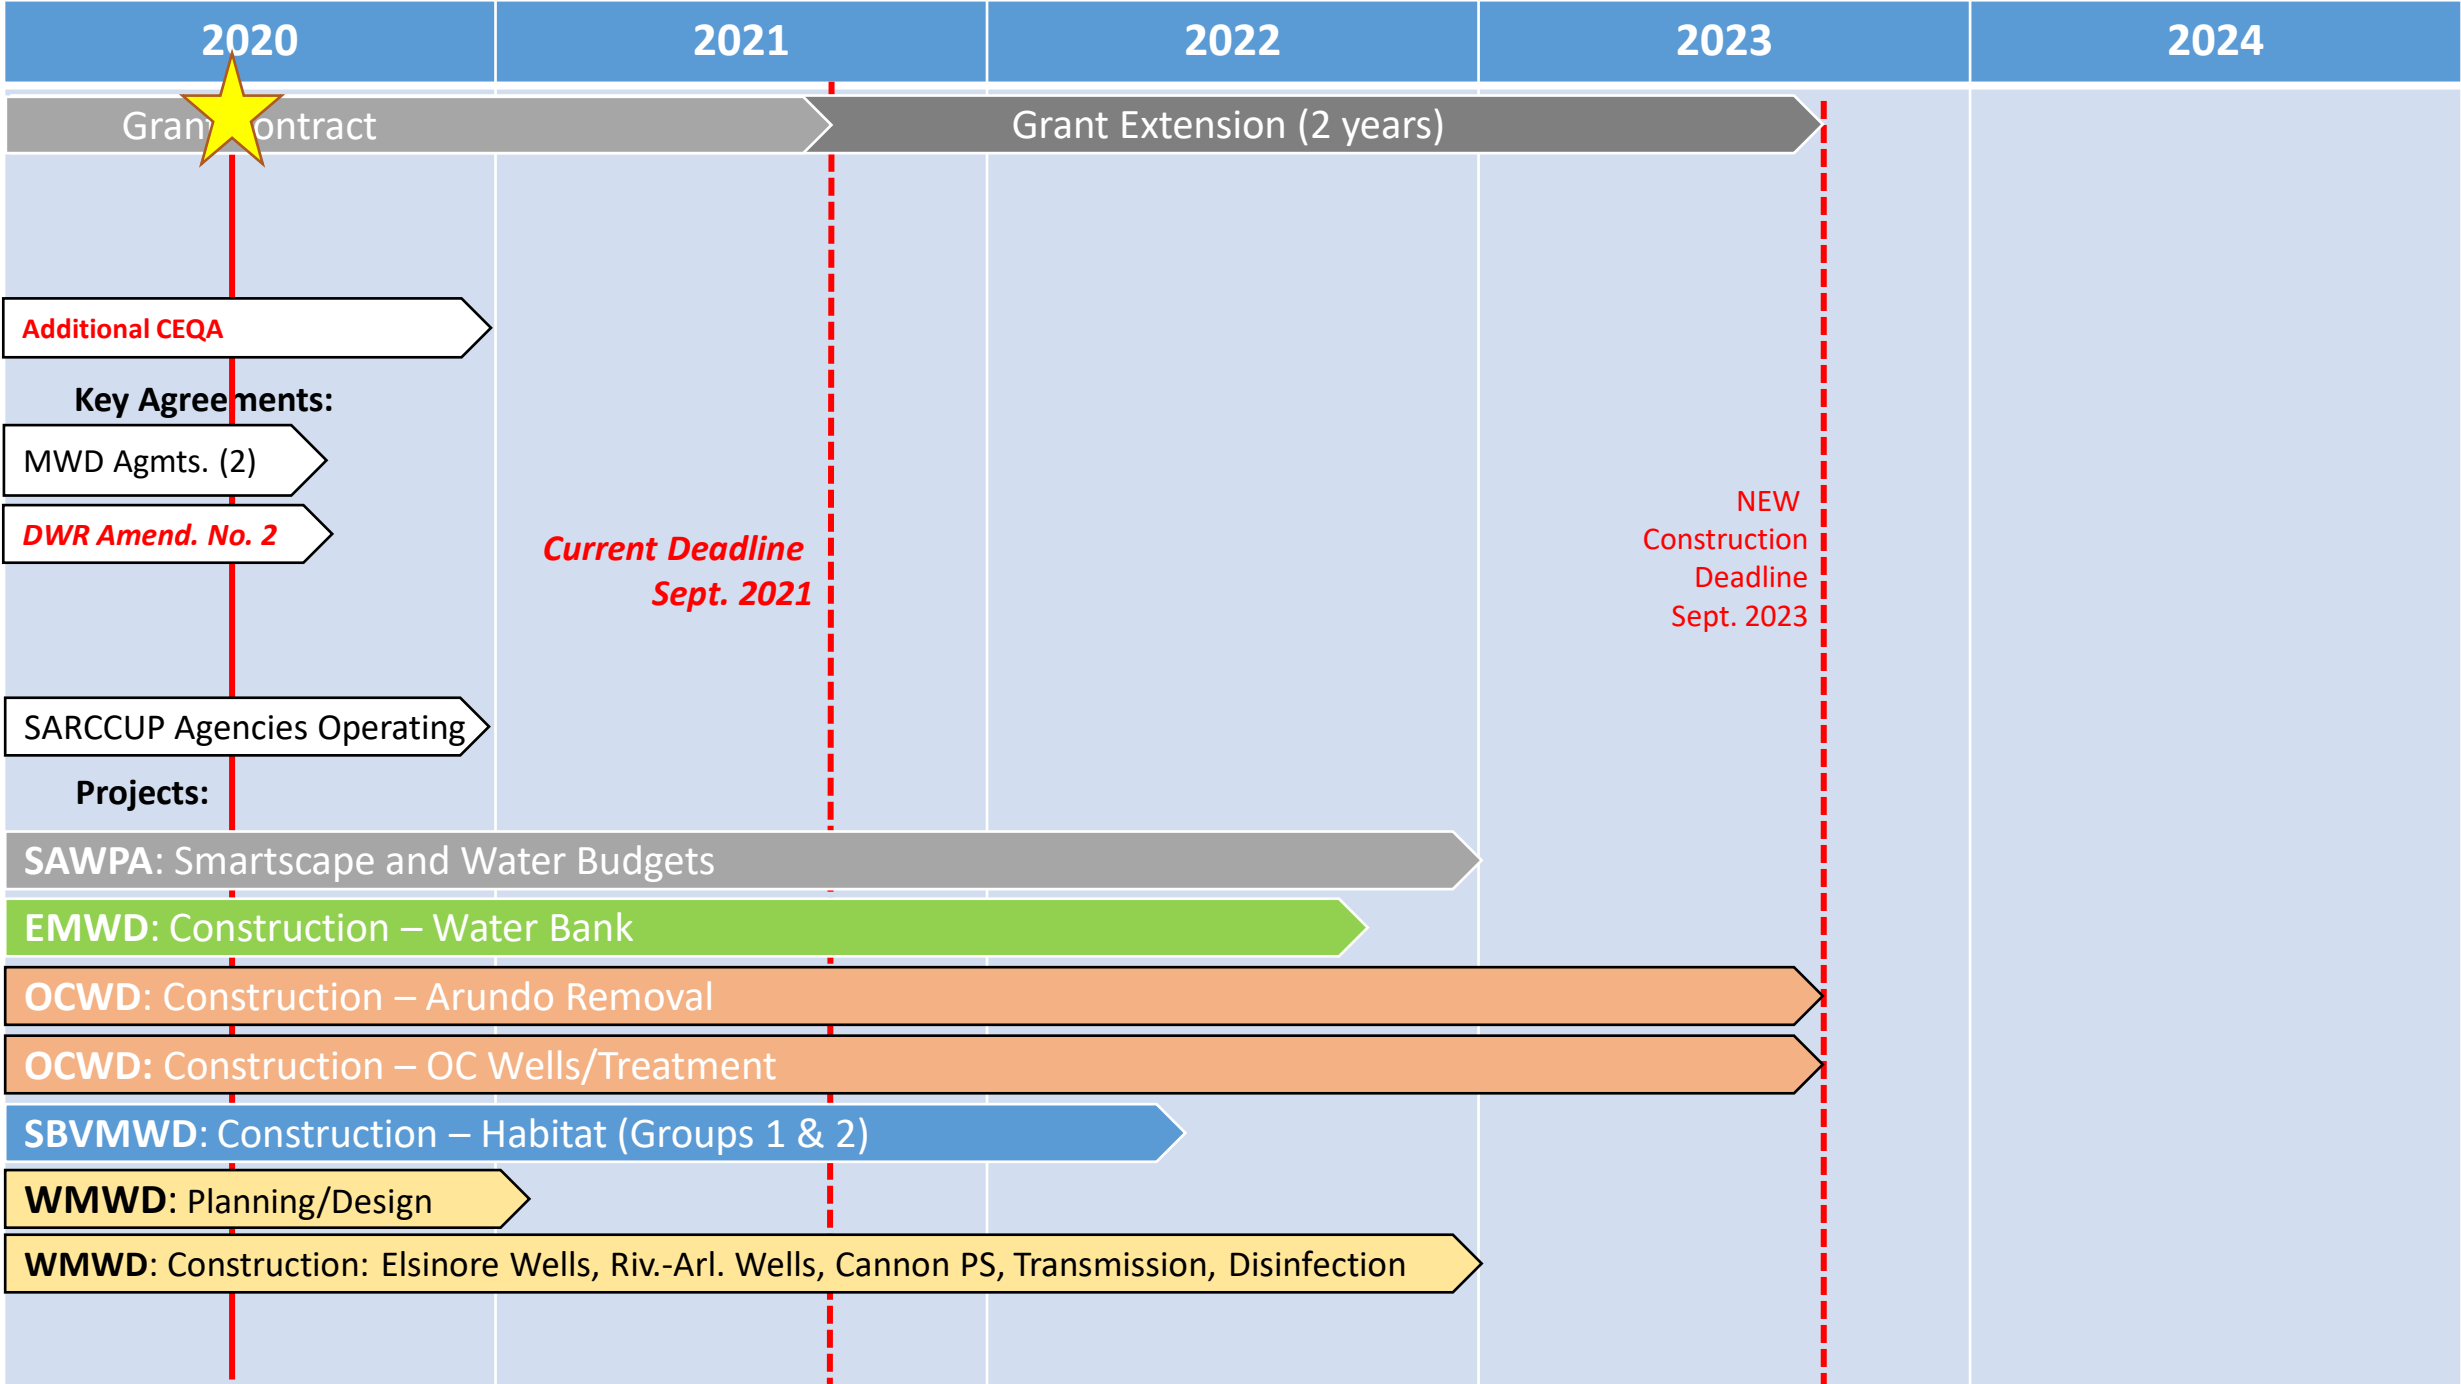 2020 2021 2022 2023 2024
Grant Contract Grant Extension (2 years)
Additional CEQA
Key Agreements:
MWD Agmts. (2)
DWR Amend. No. 2
Current Deadline
Sept. 2021
NEW
Construction
Deadline
Sept. 2023
SARCCUP Agencies Operating
Projects:
SAWPA: Smartscape and Water Budgets
EMWD: Construction – Water Bank
OCWD: Construction – Arundo Removal
OCWD: Construction – OC Wells/Treatment
SBVMWD: Construction – Habitat (Groups 1 & 2)
WMWD: Planning/Design
WMWD: Construction: Elsinore Wells, Riv.-Arl. Wells, Cannon PS, Transmission, Disinfection